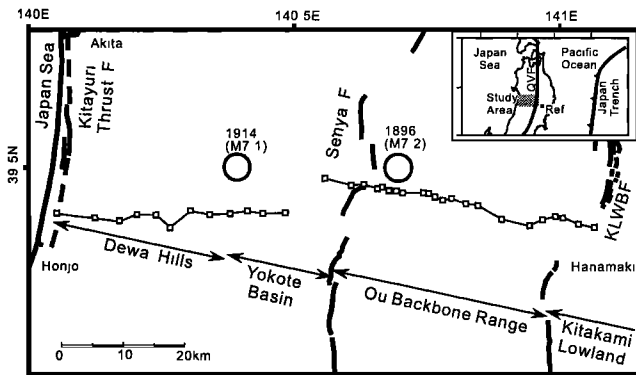 140E
140 5E
141E
Akita
Japan Sea
Kitayuri
Thrust F
1914
(M7 1)
Senya F
1896
(M7 2)
39 5N
Japan
Sea
Pacific
Ocean
QVF
Study
Area
Ref
Japan
Trench
KLWBF
Honjo
Dewa Hills
Yokote
Basin
Ou Backbone Range
Hanamaki
Kitakami
Lowland
0 10 20km